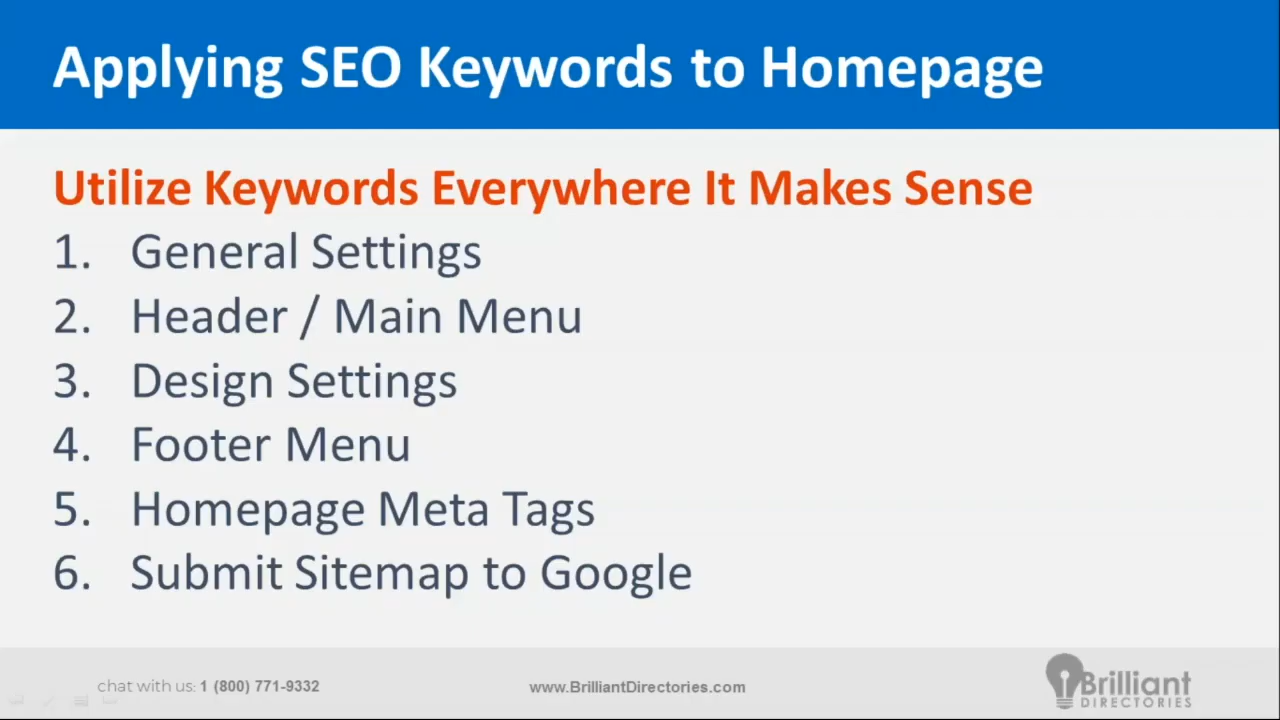 Applying SEO Keywords to Homepage
Utilize Keywords Everywhere It Makes Sense
1. General Settings
2. Header / Main Menu
3. Design Settings
4. Footer Menu
5. Homepage Meta Tags
6. Submit Sitemap to Google
chat with us: 1 (800) 771-9332
www.BrilliantDirectories.com
Brilliant
DIRECTORIES